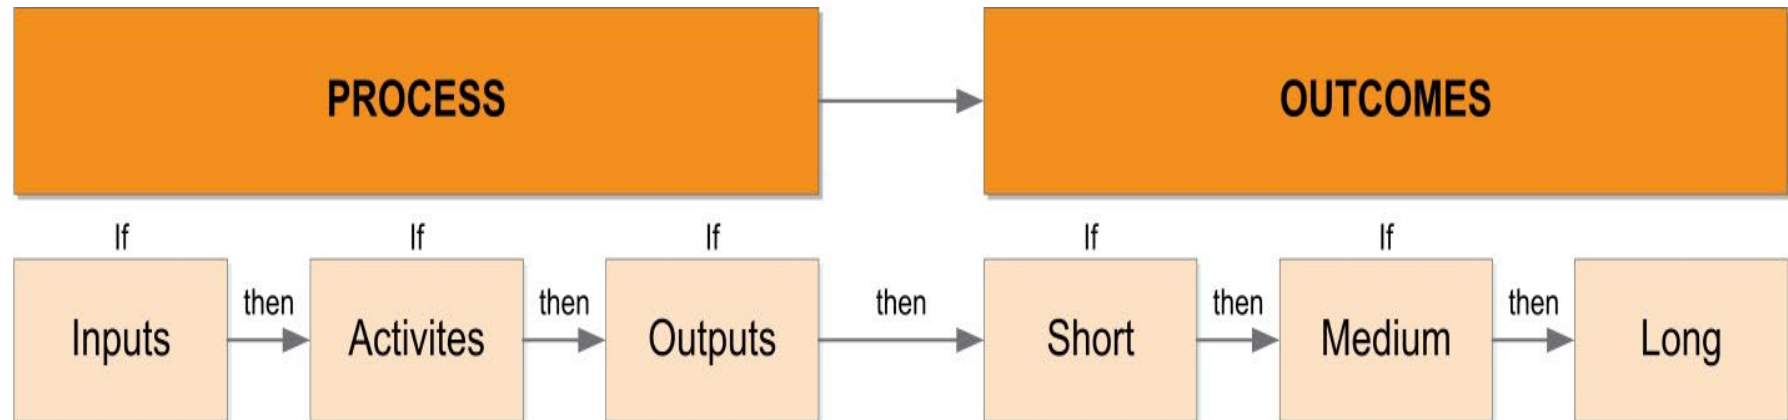 PROCESS
OUTCOMES
If
If
If
If
If
Inputs
then
Activites
then
Outputs
then
Short
then
Medium
then
Long